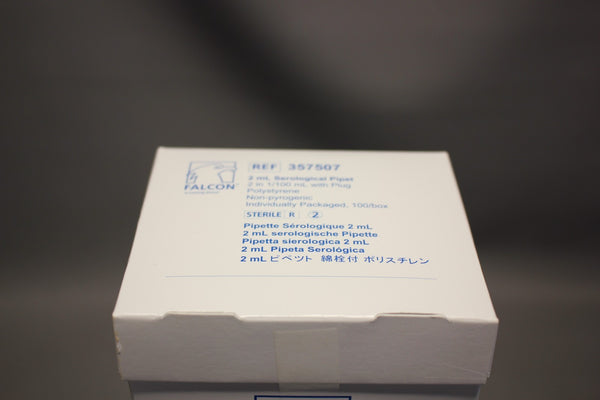 FALCON
REF 357507
2 mL Serological Pipet
2 in 1/100 mL with Plug
Polystyrene
Non-pyrogenic
Individually Packaged, 100/box
STERILE R 2
Pipette Sérologique 2 mL
2 mL serologische Pipette
Pipetta sierologica 2 mL
2 mL Pipeta Serológica
2 mL ピペット 綿栓付 ポリスチレン